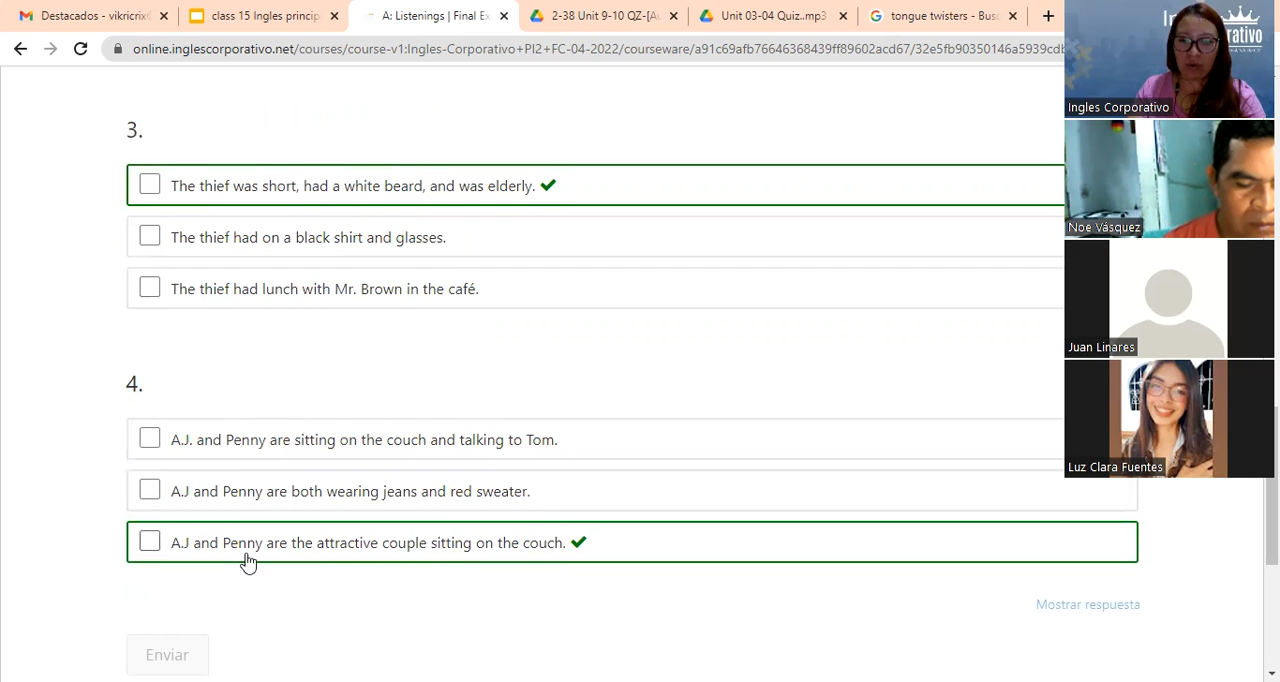 Destacados - vikricrix6
class 15 Ingles princip
A: Listenings | Final Ex
2-38 Unit 9-10 QZ-[Au
Unit 03-04 Quiz..mp3
tongue twisters - Bus
online.inglescorporativo.net/courses/course-v1:Ingles-Corporativo+PI2+FC-04-2022/courseware/a91c69afb76646368439ff89602acd67/32e5fb90350146a5939cdb
Ingles Corporativo
3.
The thief was short, had a white beard, and was elderly.
The thief had on a black shirt and glasses.
Noe Vásquez
The thief had lunch with Mr. Brown in the café.
Juan Linares
4.
A.J. and Penny are sitting on the couch and talking to Tom.
Luz Clara Fuentes
A.J and Penny are both wearing jeans and red sweater.
A.J and Penny are the attractive couple sitting on the couch.
Mostrar respuesta
Enviar